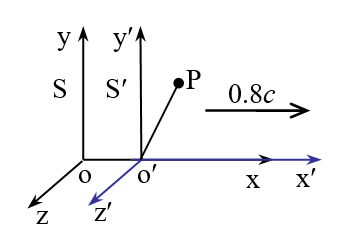 y y′
S S′ P 0.8c
o o′ x x′
z z′